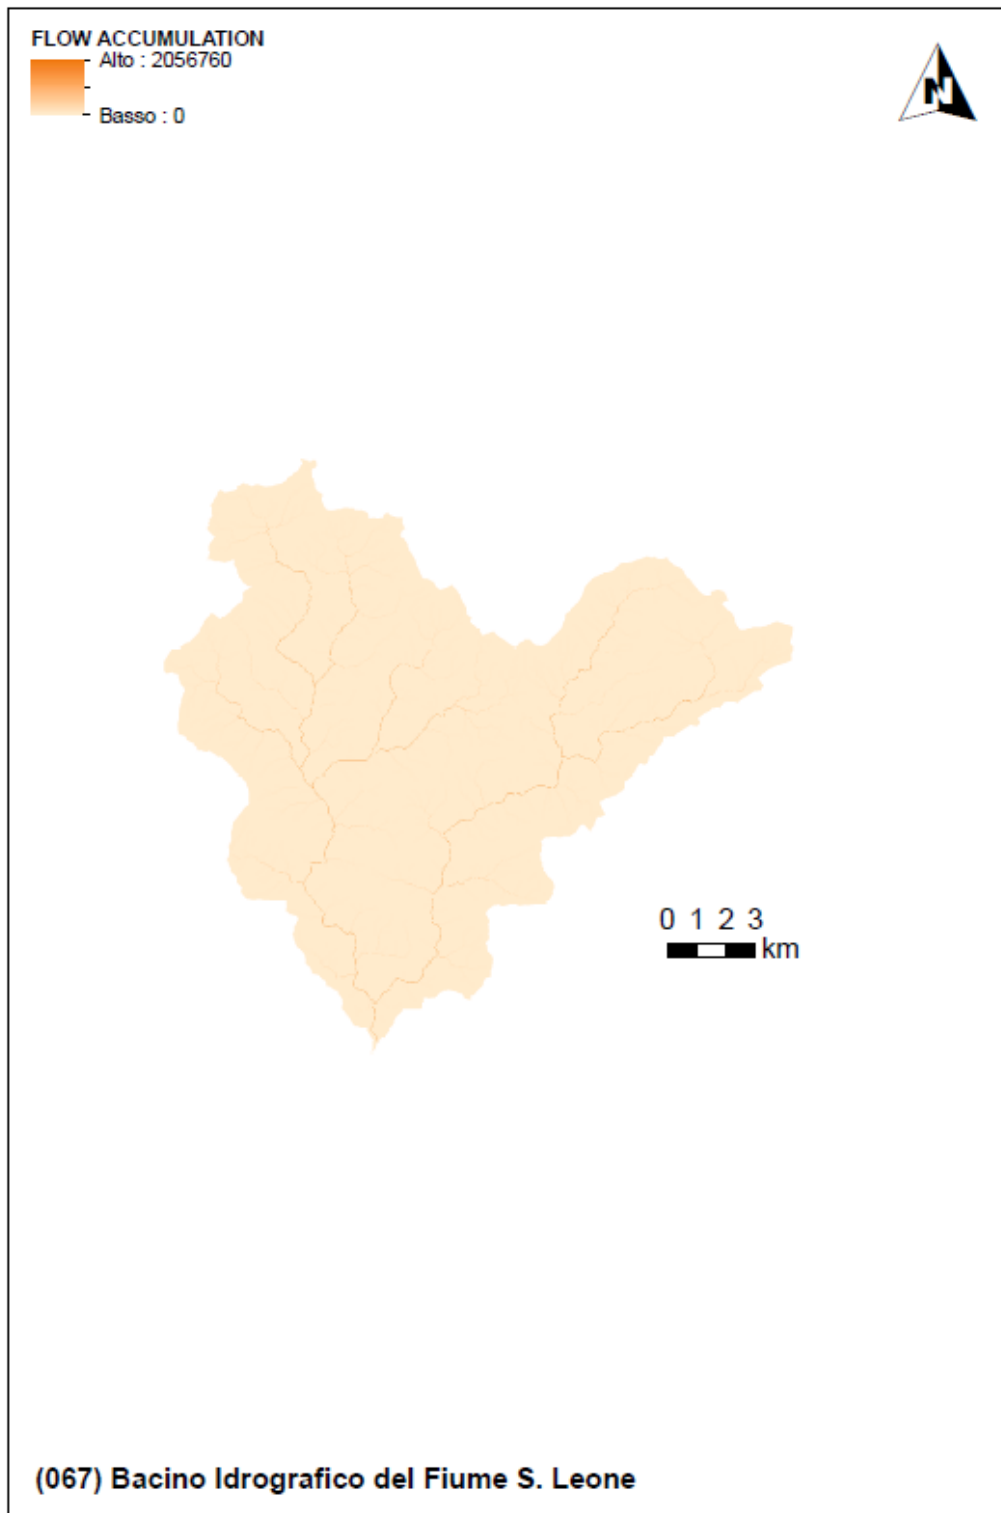 FLOW ACCUMULATION
Alto : 2056760
Basso : 0
N
0 1 2 3
km
(067) Bacino Idrografico del Fiume S. Leone